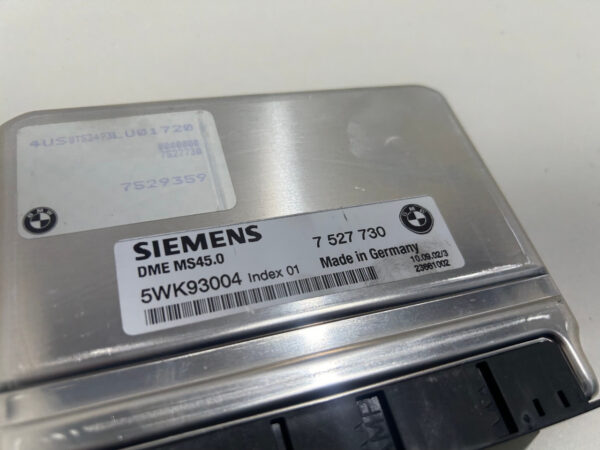 7529359
SIEMENS
DME MS45.0
5WK93004 Index 01
7 527 730
Made in Germany
10.09.02/3
23661002
BMW